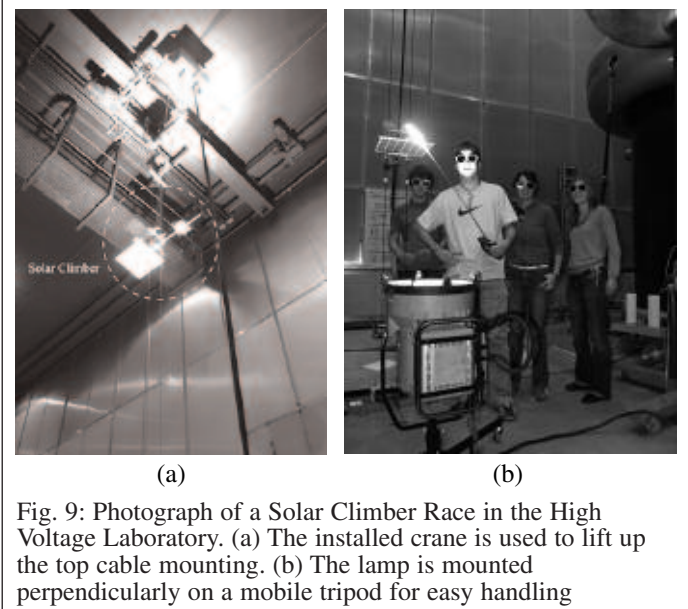 Solar Climber
(a)
(b)
Fig. 9: Photograph of a Solar Climber Race in the High
Voltage Laboratory. (a) The installed crane is used to lift up
the top cable mounting. (b) The lamp is mounted
perpendicularly on a mobile tripod for easy handling